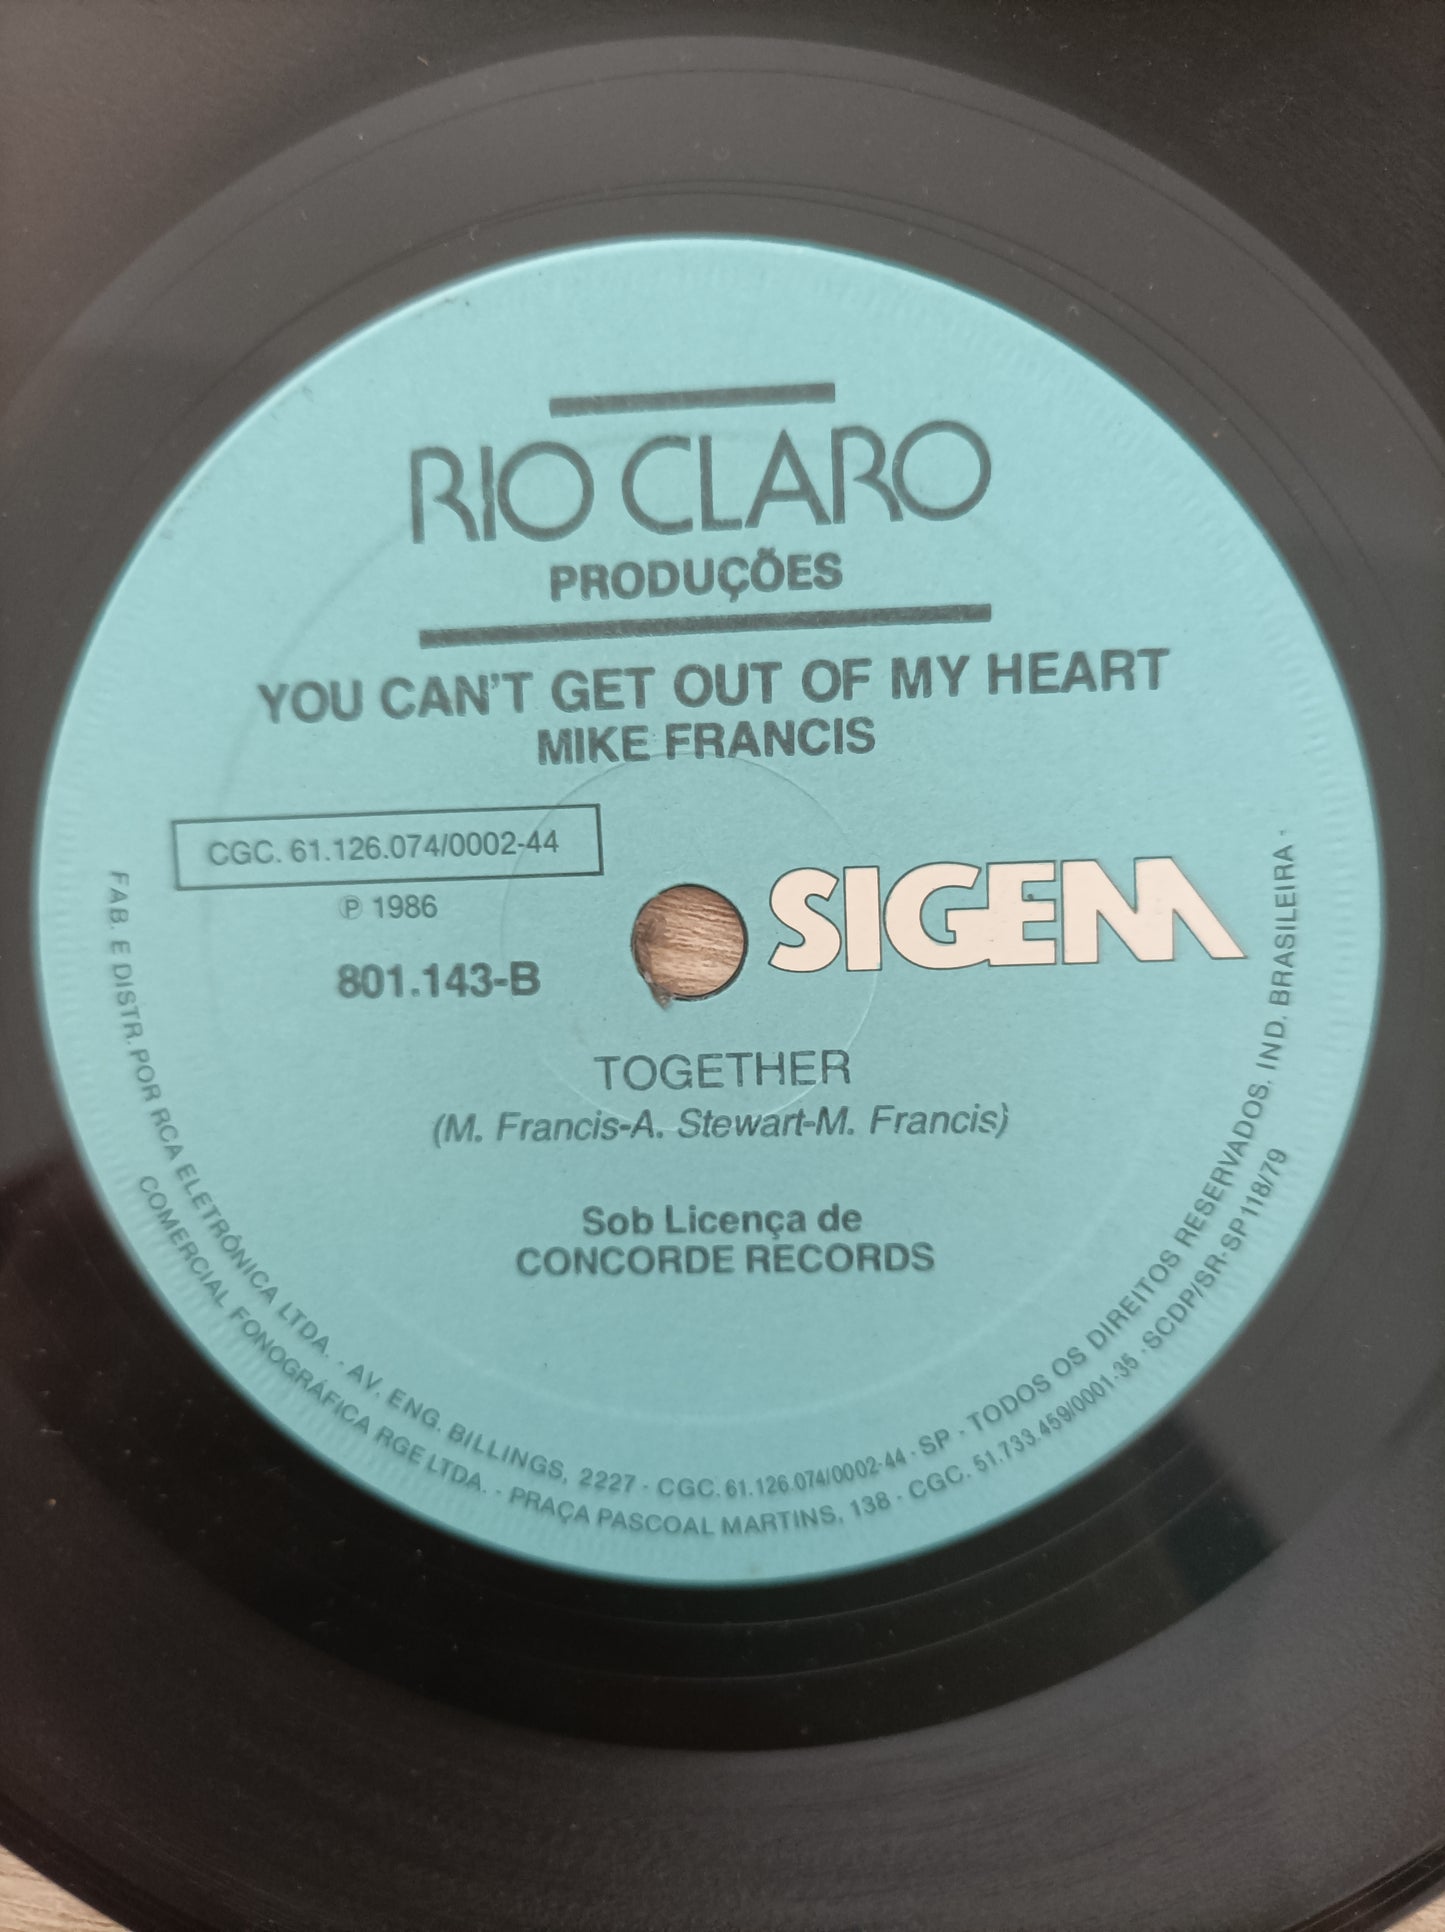 RIO CLARO
PRODUÇÕES
YOU CAN'T GET OUT OF MY HEART
MIKE FRANCIS
CGC. 61.126.074/0002-44
℗ 1986
801.143-B
SIGEM
TOGETHER
(M. Francis-A. Stewart-M. Francis)
Sob Licença de
CONCORDE RECORDS
FAB. E DISTR. POR RCA ELETRÔNICA LTDA. - AV. ENG. BILLINGS, 2227 - CGC. 61.126.074/0002-44 - SP - TODOS OS DIREITOS RESERVADOS. IND. BRASILEIRA -
COMERCIAL FONOGRÁFICA RGE LTDA. - PRAÇA PASCOAL MARTINS, 138 - CGC. 51.733.459/0001-35 - SCDP/SR-SP 118/79